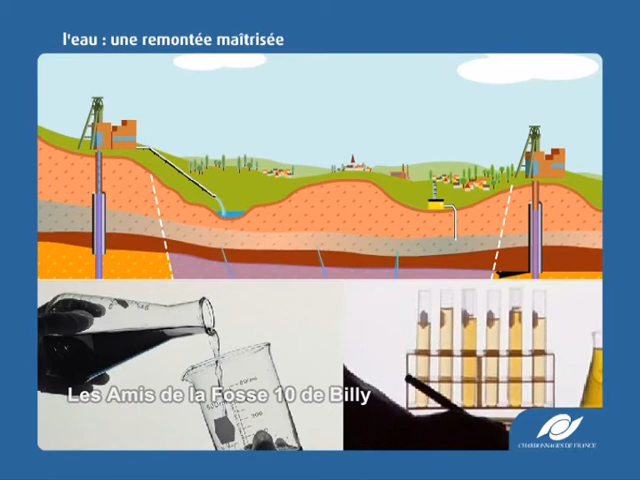 l'eau : une remontée maîtrisée
Les Amis de la Fosse 10 de Billy
CHARBONNAGES DE FRANCE